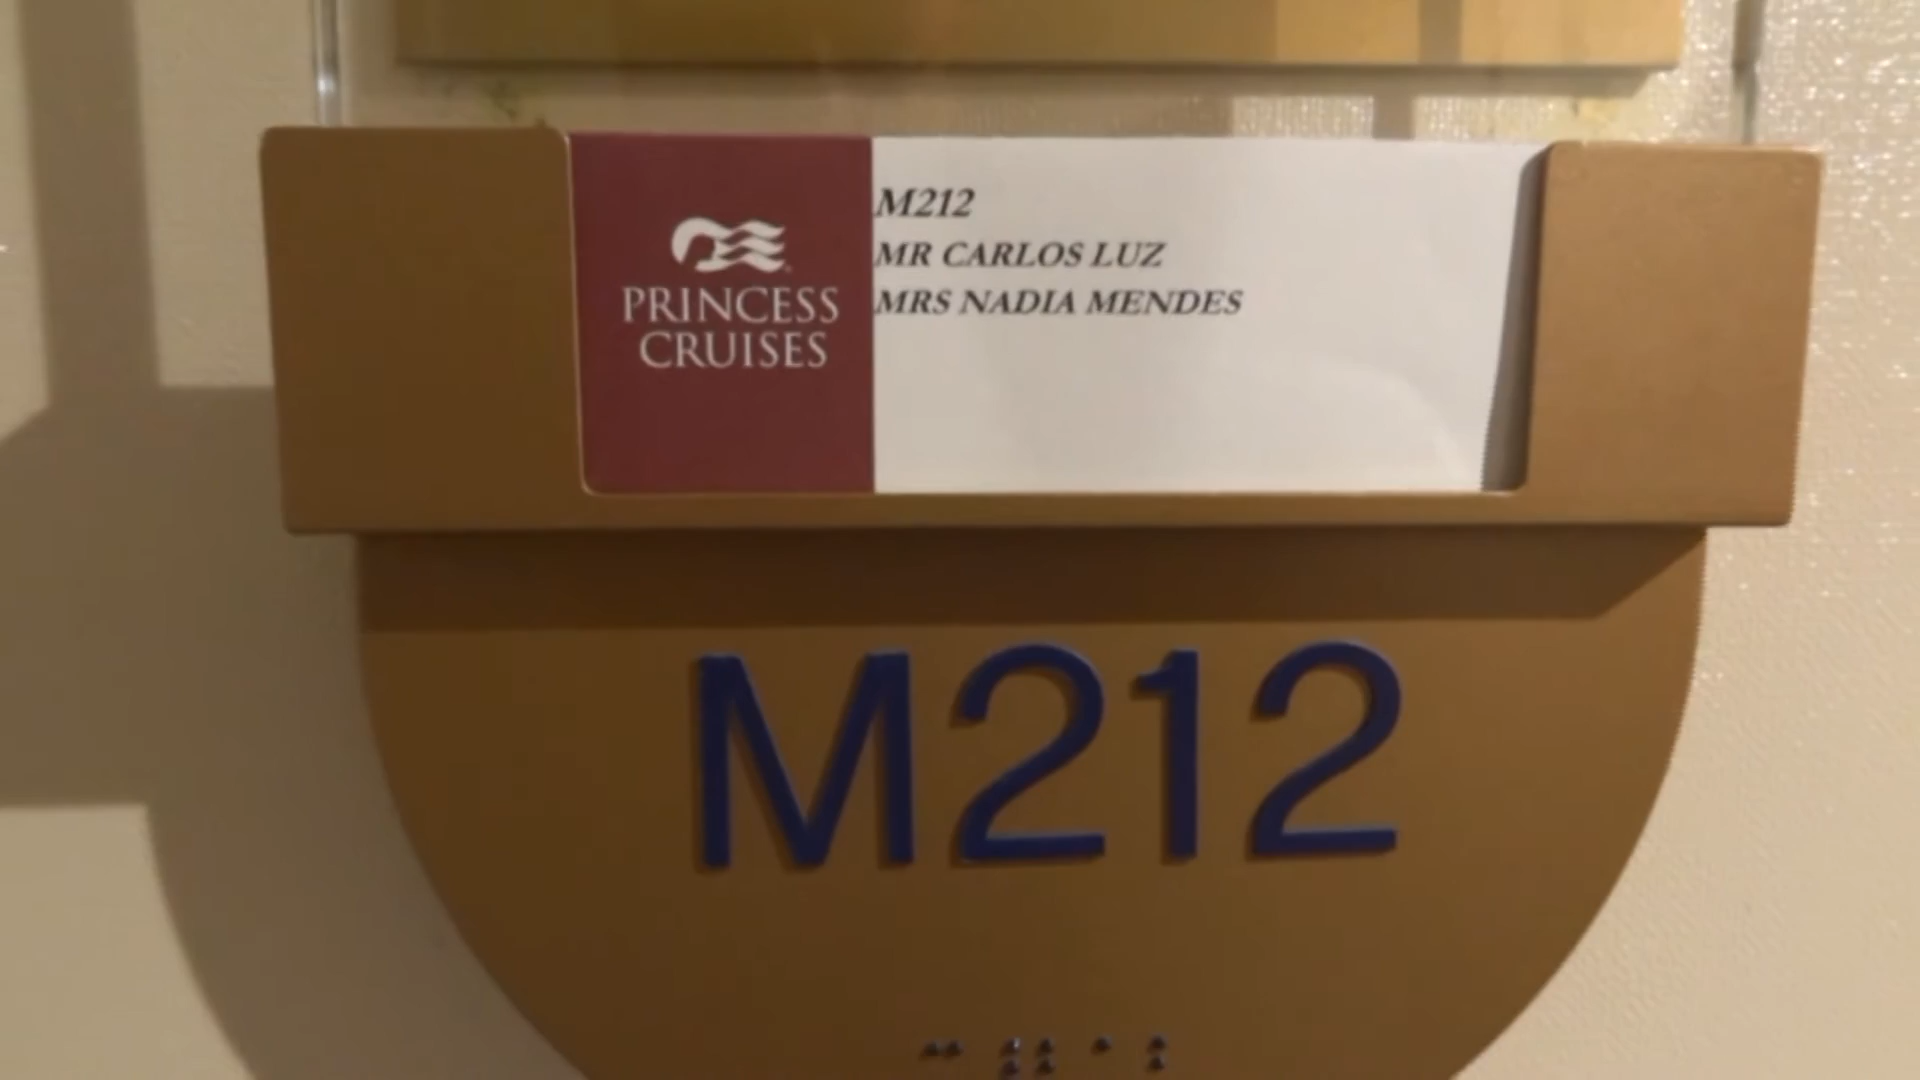 M212
MR CARLOS LUZ
MRS NADIA MENDES
PRINCESS
CRUISES
M212